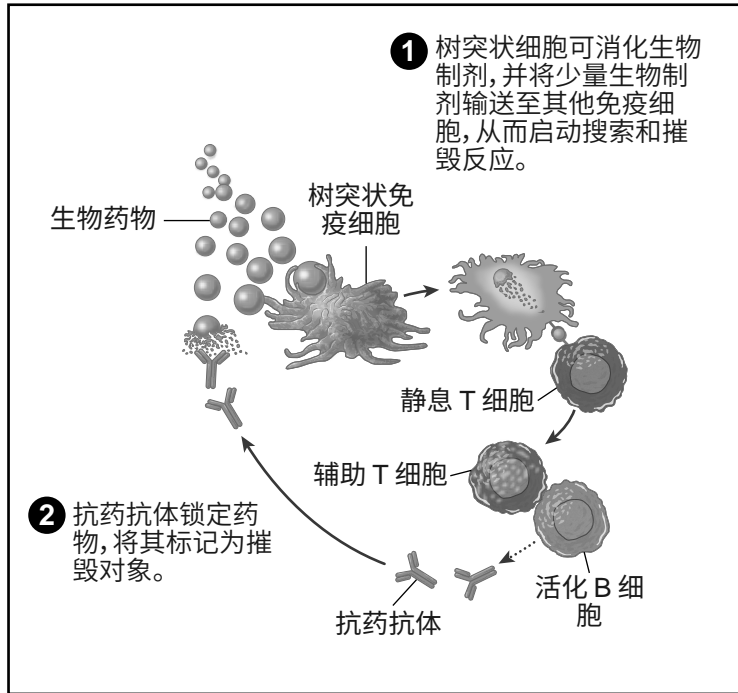 1 树突状细胞可消化生物
制剂，并将少量生物制
剂输送至其他免疫细
胞，从而启动搜索和摧
毁反应。
生物药物
树突状免
疫细胞
静息 T 细胞
辅助 T 细胞
2 抗药抗体锁定药
物，将其标记为摧
毁对象。
活化 B 细
胞
抗药抗体